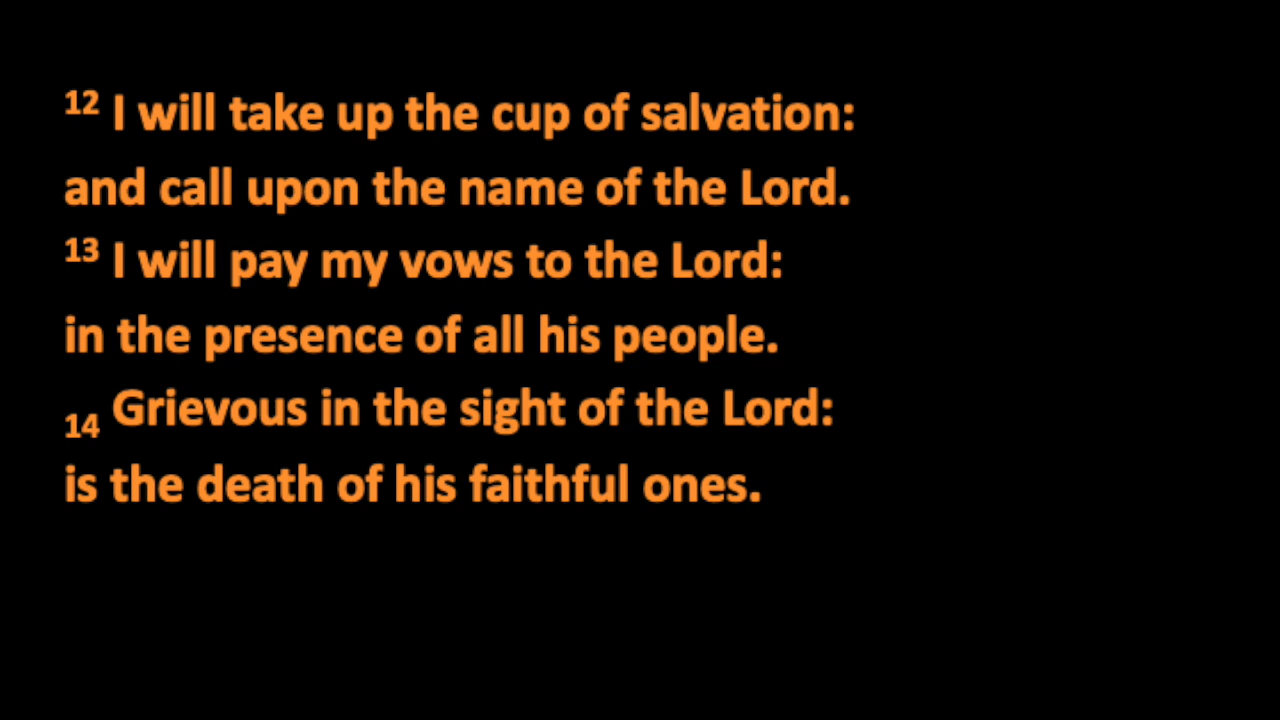 12 I will take up the cup of salvation:
and call upon the name of the Lord.
13 I will pay my vows to the Lord:
in the presence of all his people.
14 Grievous in the sight of the Lord:
is the death of his faithful ones.